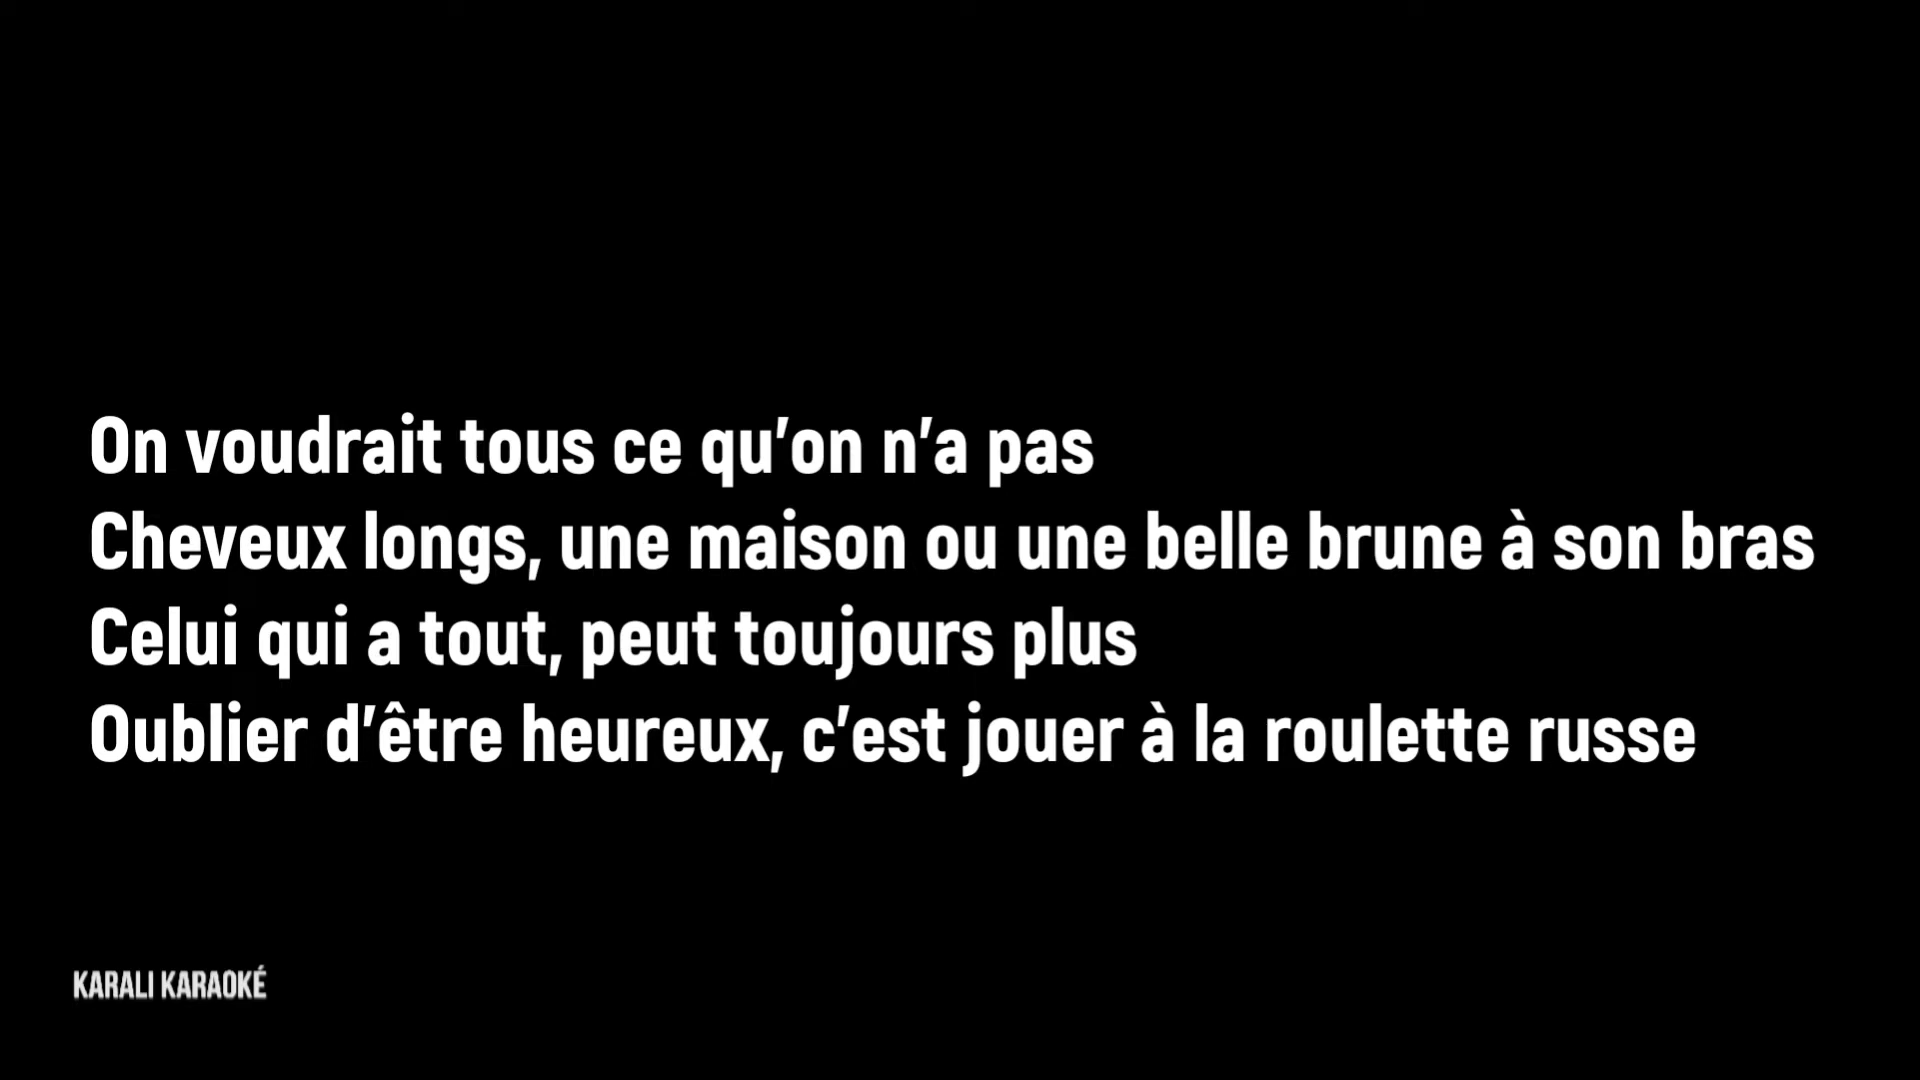 On voudrait tous ce qu’on n’a pas
Cheveux longs, une maison ou une belle brune à son bras
Celui qui a tout, peut toujours plus
Oublier d’être heureux, c’est jouer à la roulette russe
KARALI KARAOKÉ